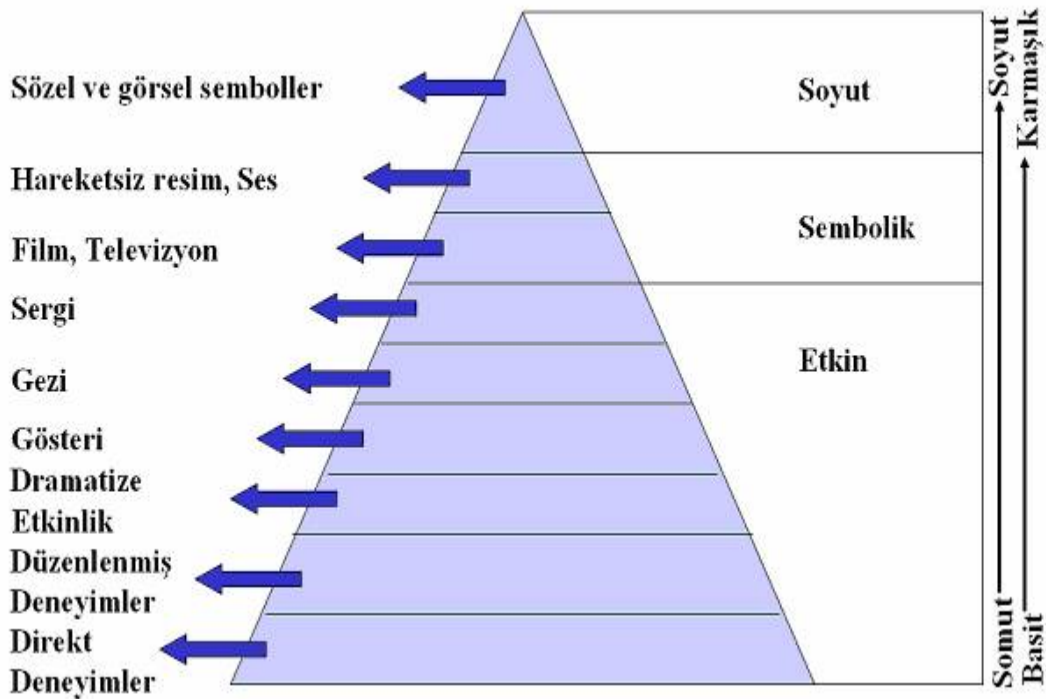 Sözel ve görsel semboller
Hareketsiz resim, Ses
Film, Televizyon
Sergi
Gezi
Gösteri
Dramatize
Etkinlik
Düzenlenmiş
Deneyimler
Direkt
Deneyimler
Soyut
Sembolik
Etkin
Somut
Soyut
Basit
Karmaşık